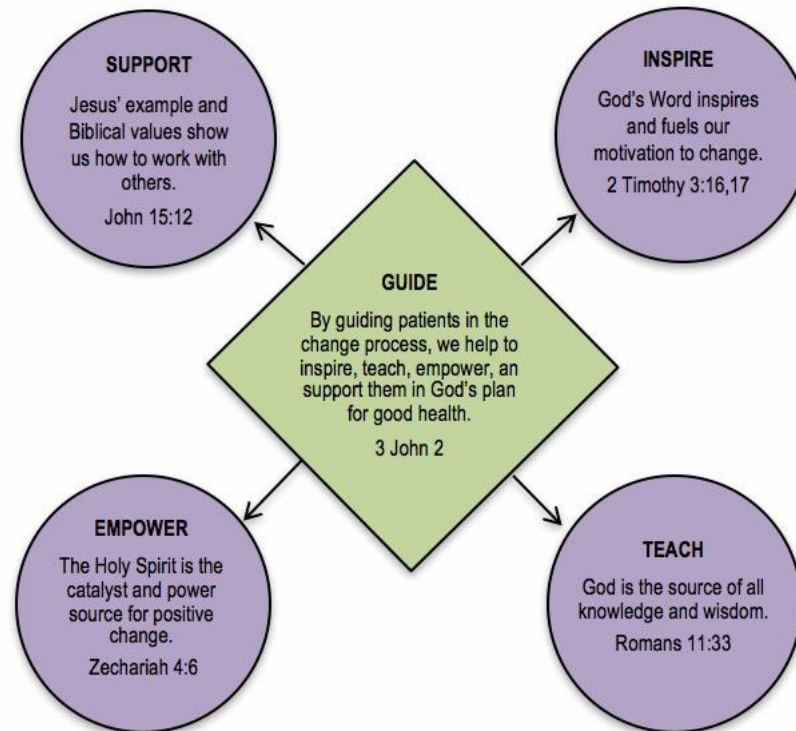 SUPPORT
Jesus' example and
Biblical values show
us how to work with
others.
John 15:12
INSPIRE
God's Word inspires
and fuels our
motivation to change.
2 Timothy 3:16,17
GUIDE
By guiding patients in the
change process, we help to
inspire, teach, empower, an
support them in God's plan
for good health.
3 John 2
EMPOWER
The Holy Spirit is the
catalyst and power
source for positive
change.
Zechariah 4:6
TEACH
God is the source of all
knowledge and wisdom.
Romans 11:33